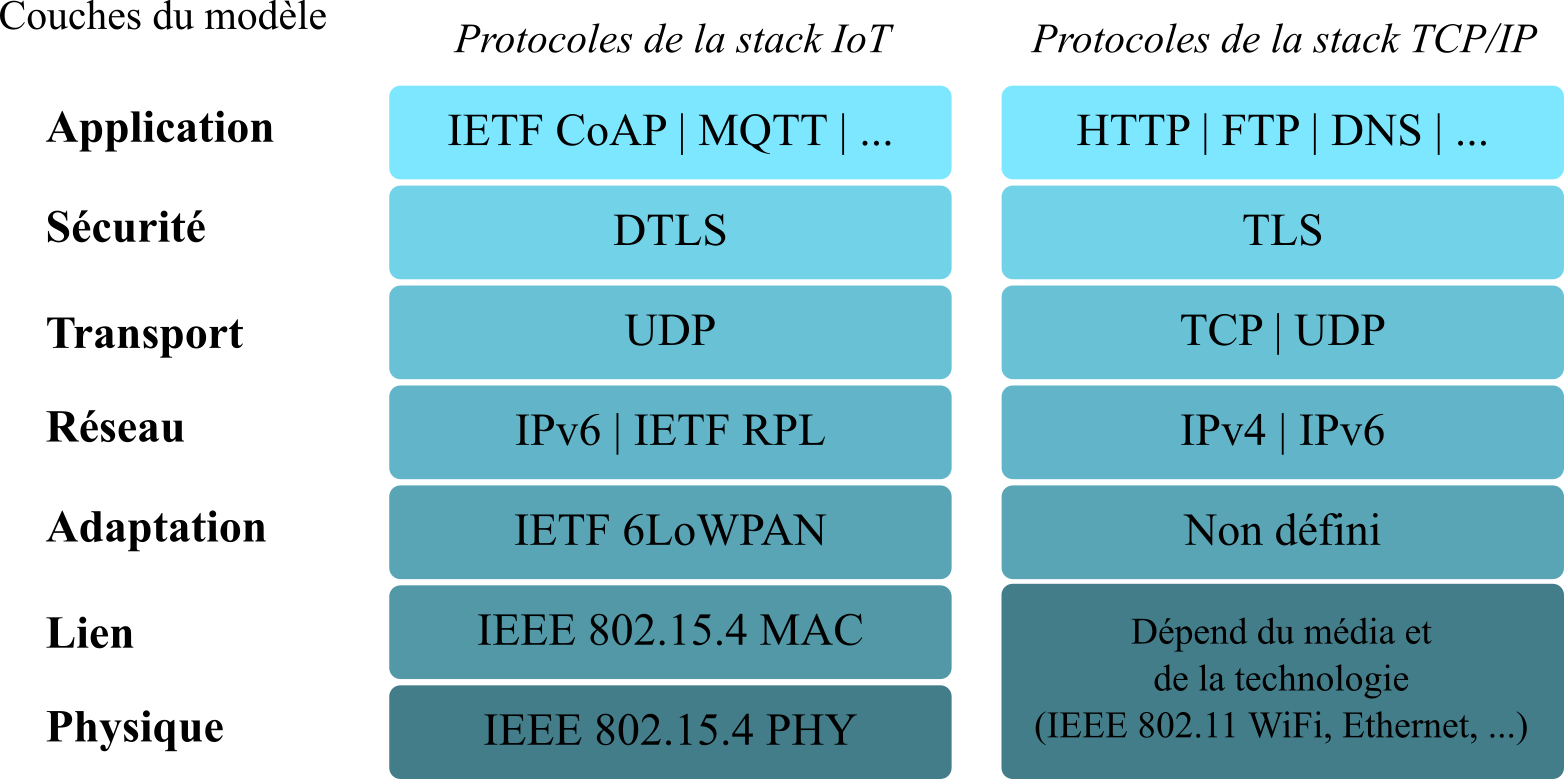 Couches du modèle
Protocoles de la stack IoT
Protocoles de la stack TCP/IP
Application
IETF CoAP | MQTT | ...
HTTP | FTP | DNS | ...
Sécurité
DTLS
TLS
Transport
UDP
TCP | UDP
Réseau
IPv6 | IETF RPL
IPv4 | IPv6
Adaptation
IETF 6LoWPAN
Non défini
Lien
IEEE 802.15.4 MAC
Dépend du média et
de la technologie
(IEEE 802.11 WiFi, Ethernet, ...)
Physique
IEEE 802.15.4 PHY